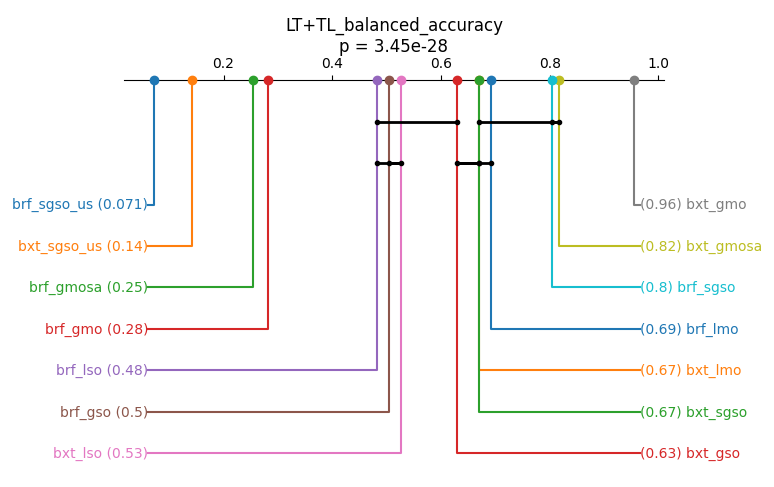 LT+TL_balanced_accuracy
p = 3.45e-28
0.2 0.4 0.6 0.8 1.0
brf_sgso_us (0.071) (0.96) bxt_gmo
bxt_sgso_us (0.14) (0.82) bxt_gmosa
brf_gmosa (0.25) (0.8) brf_sgso
brf_gmo (0.28) (0.69) brf_lmo
brf_lso (0.48) (0.67) bxt_lmo
brf_gso (0.5) (0.67) bxt_sgso
bxt_lso (0.53) (0.63) bxt_gso